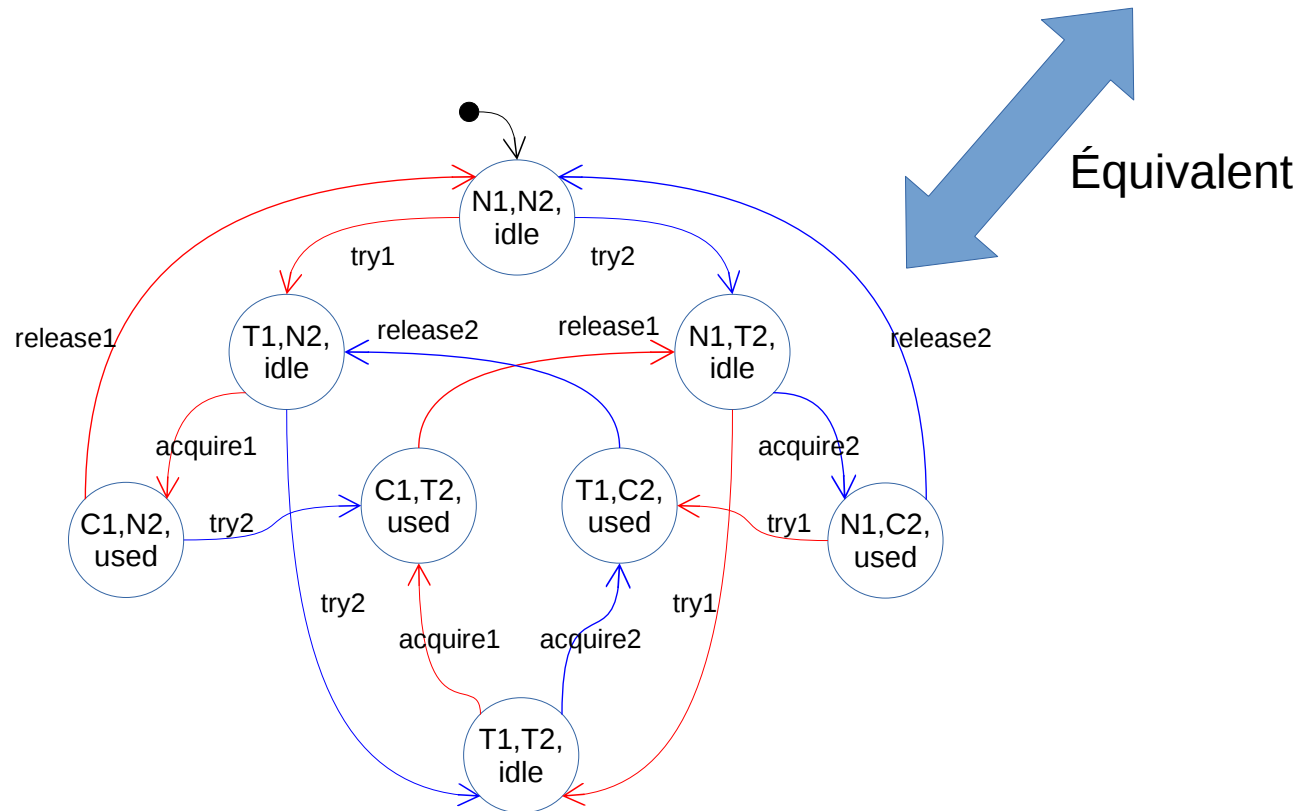 Équivalent
N1,N2,
idle
try1
try2
release1
T1,N2,
idle
release2
release1
N1,T2,
idle
release2
acquire1
C1,T2,
used
T1,C2,
used
acquire2
C1,N2,
used
try2
try1
N1,C2,
used
try2
acquire1
acquire2
try1
T1,T2,
idle